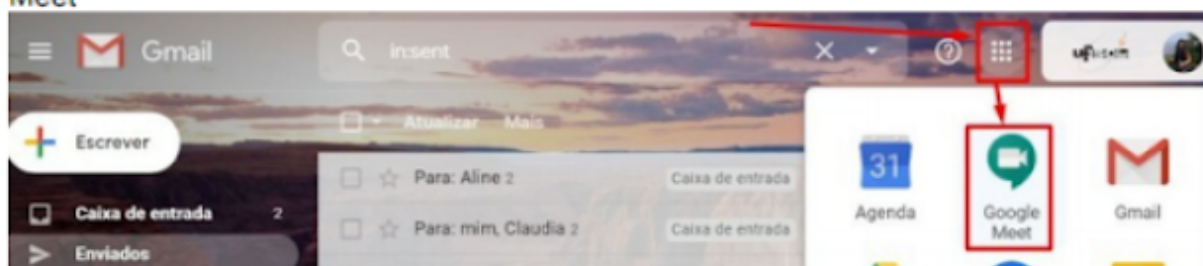 Meet
Gmail
in:sent
Atualizar Mais
Escrever
Para: Aline 2
Caixa de entrada
31
Agenda
Google
Meet
Gmail
Caixa de entrada 2
Para: mim, Claudia 2
Caixa de entrada
Enviados